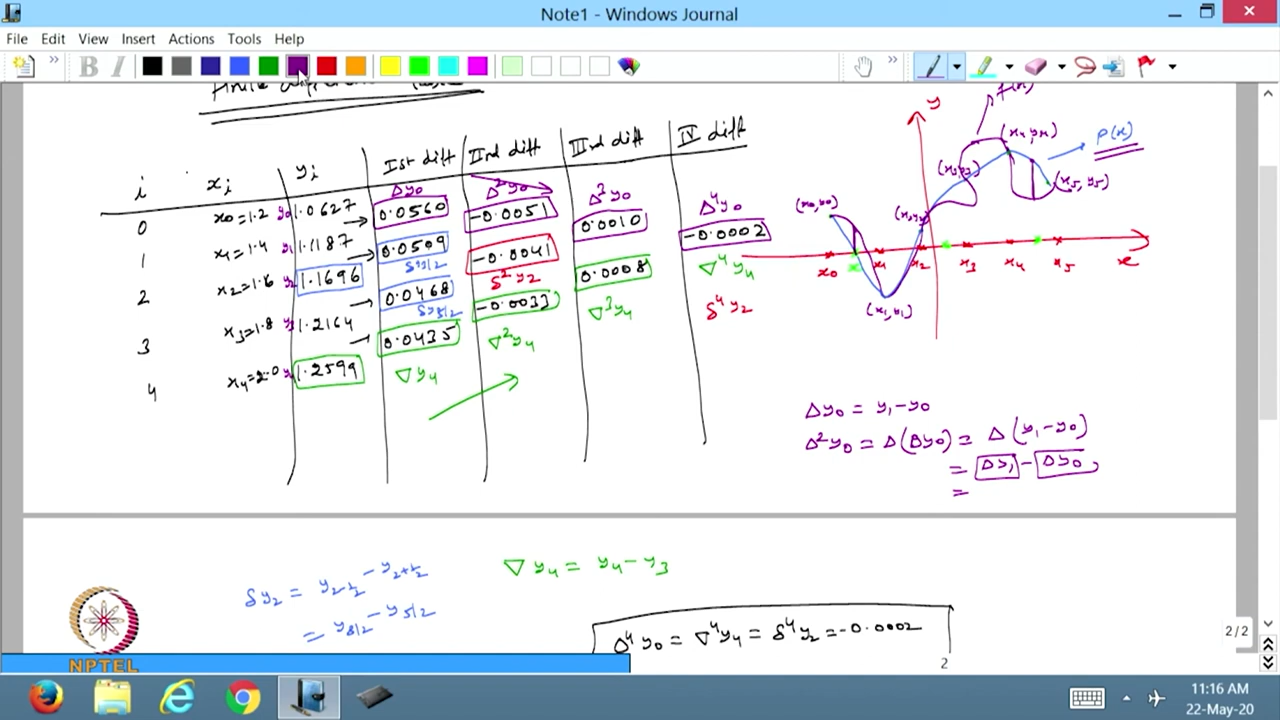 Note1 - Windows Journal
File Edit View Insert Actions Tools Help
i xi yi Ist diff IInd diff IIIrd diff IV diff
Δy0 Δ²y0 Δ³y0 Δ⁴y0
0 x0=1.2 y0 1.0627 0.0560 -0.0051 0.0010 -0.0002
1 x1=1.4 y1 1.1187 0.0509 -0.0041 0.0008 ∇⁴y4
δy3/2 δ²y2 δ⁴y2
2 x2=1.6 y2 1.1696 0.0468 -0.0033 ∇³y4
δy5/2
3 x3=1.8 y3 1.2164 0.0435 ∇²y4
4 x4=2.0 1.2599 ∇y4
y
f(x)
(x4, y4)
P(x)
(x3, y3)
(x5, y5)
(x0, y0)
(x2, y2)
x0 x1 x2 x3 x4 x5 x
(x1, y1)
Δy0 = y1-y0
Δ²y0 = Δ(Δy0) = Δ(y1-y0)
= Δy1 - Δy0
=
δy2 = y2-½ - y2+½
= y3/2 - y5/2
∇y4 = y4 - y3
Δ⁴y0 = ∇⁴y4 = δ⁴y2 = -0.0002
2/2
2
NPTEL
11:16 AM
22-May-20